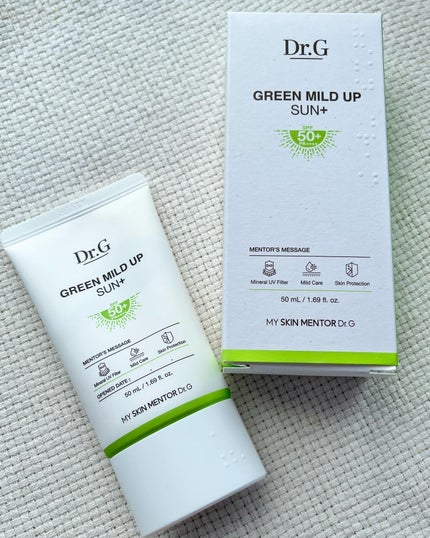 Dr.G
GREEN MILD UP
SUN+
SPF
50+
PA++++
MENTOR'S MESSAGE
Mineral UV Filter
Mild Care
Skin Protection
50 mL / 1.69 fl. oz.
MY SKIN MENTOR Dr.G
Dr.G
GREEN MILD UP
SUN+
50+
MENTOR'S MESSAGE
Mineral UV Filter
Mild Care
Skin Protection
OPENED DATE :
50 mL / 1.69 fl. oz.
MY SKIN MENTOR Dr.G